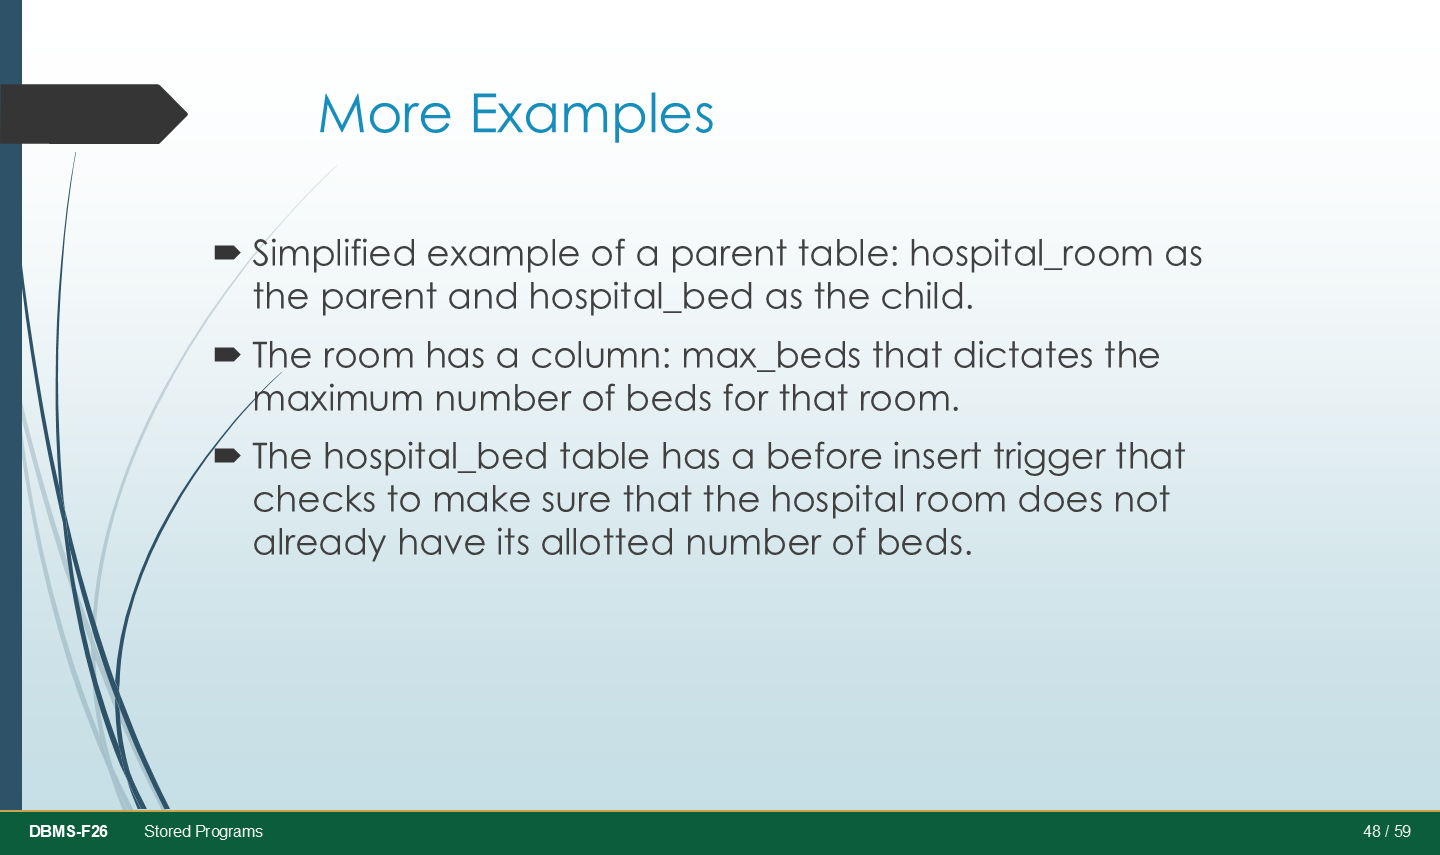 More Examples
Simplified example of a parent table: hospital_room as
the parent and hospital_bed as the child.
The room has a column: max_beds that dictates the
maximum number of beds for that room.
The hospital_bed table has a before insert trigger that
checks to make sure that the hospital room does not
already have its allotted number of beds.
DBMS-F26 Stored Programs 48 / 59